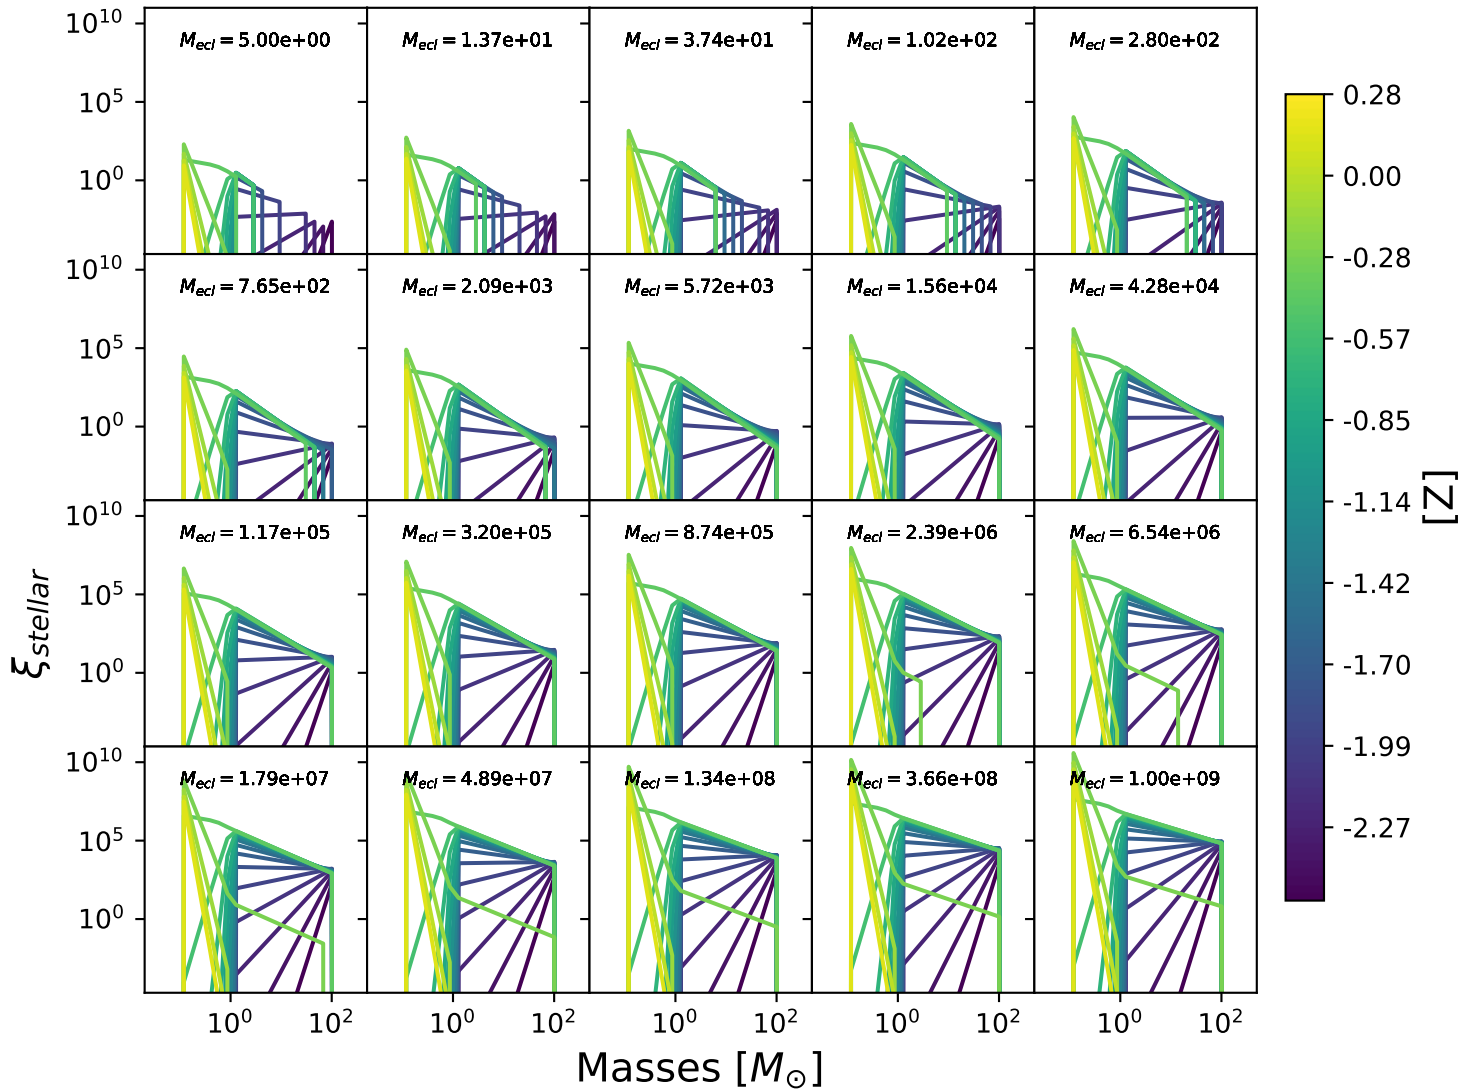 10^10
10^5
10^0
M_ecl = 5.00e+00
M_ecl = 1.37e+01
M_ecl = 3.74e+01
M_ecl = 1.02e+02
M_ecl = 2.80e+02
10^10
10^5
10^0
M_ecl = 7.65e+02
M_ecl = 2.09e+03
M_ecl = 5.72e+03
M_ecl = 1.56e+04
M_ecl = 4.28e+04
10^10
10^5
10^0
M_ecl = 1.17e+05
M_ecl = 3.20e+05
M_ecl = 8.74e+05
M_ecl = 2.39e+06
M_ecl = 6.54e+06
10^10
10^5
10^0
M_ecl = 1.79e+07
M_ecl = 4.89e+07
M_ecl = 1.34e+08
M_ecl = 3.66e+08
M_ecl = 1.00e+09
10^0 10^2 10^0 10^2 10^0 10^2 10^0 10^2 10^0 10^2
Masses [M_⊙]
ξ_stellar
0.28
0.00
-0.28
-0.57
-0.85
-1.14
-1.42
-1.70
-1.99
-2.27
[Z]